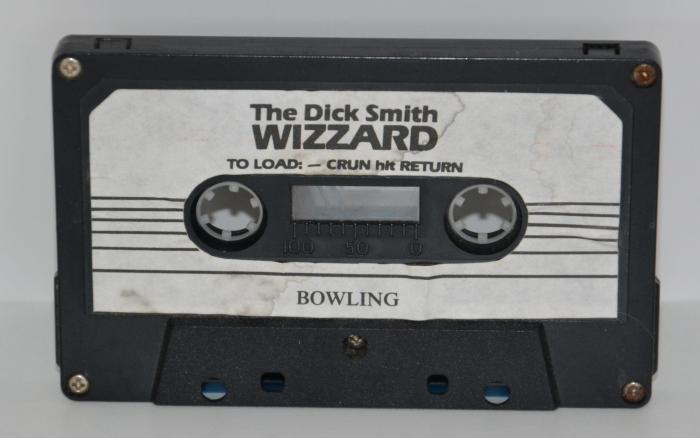 The Dick Smith
WIZZARD
TO LOAD: — CRUN hit RETURN
100 50 0
BOWLING